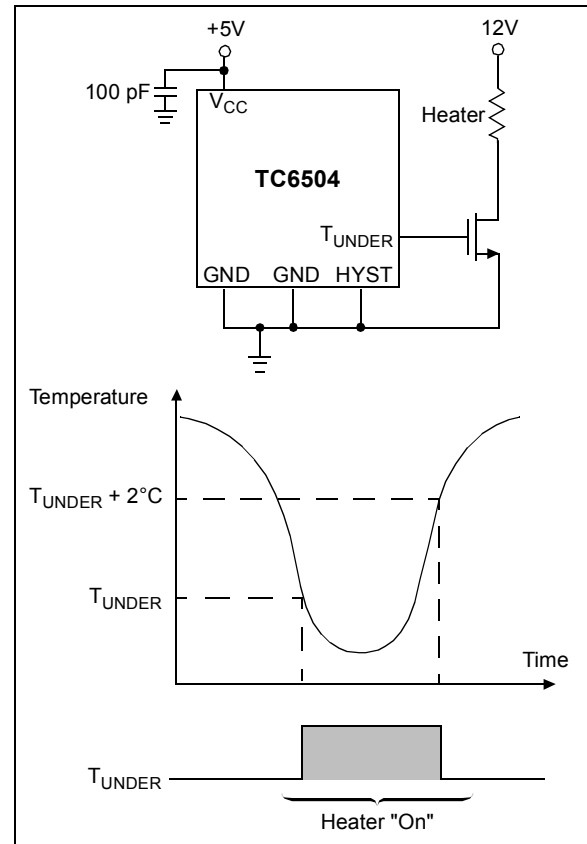 +5V
12V
100 pF
VCC
Heater
TC6504
TUNDER
GND GND HYST
Temperature
TUNDER + 2°C
TUNDER
Time
TUNDER
Heater "On"